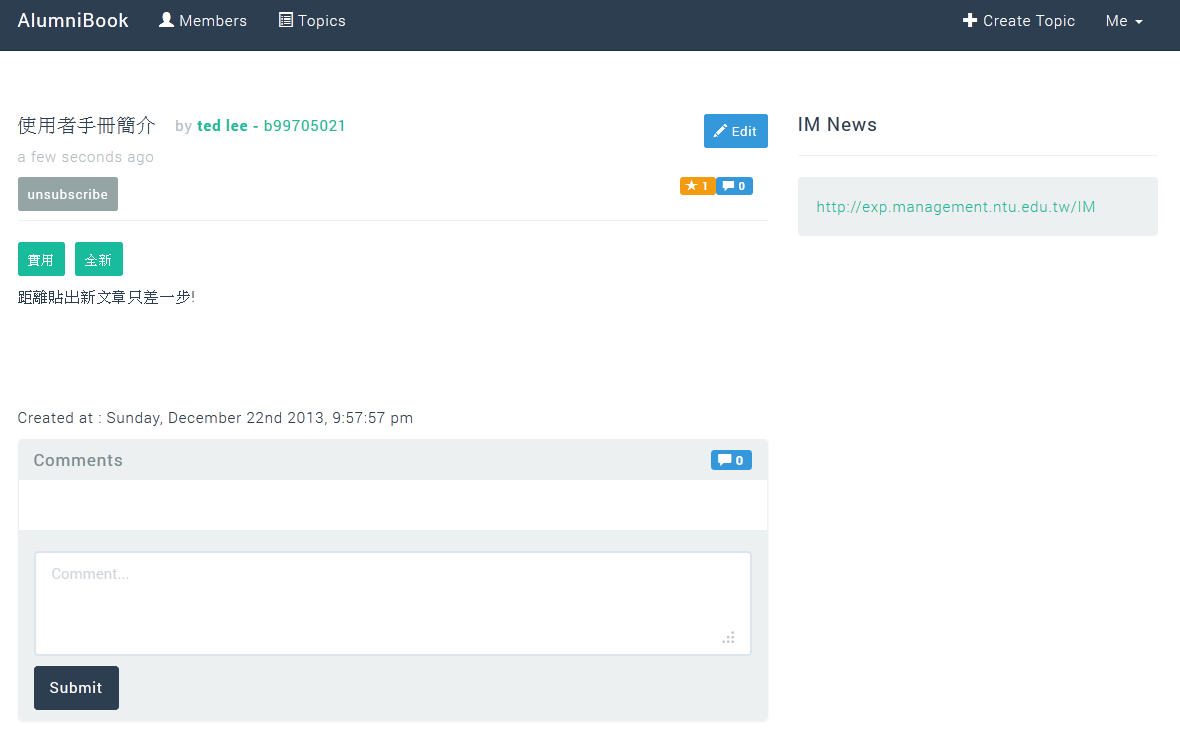 AlumniBook Members Topics Create Topic Me
使用者手冊簡介 by ted lee - b99705021 Edit
a few seconds ago
unsubscribe 1 0
實用 全新
距離貼出新文章只差一步!
Created at : Sunday, December 22nd 2013, 9:57:57 pm
Comments 0
Comment...
Submit
IM News
http://exp.management.ntu.edu.tw/IM